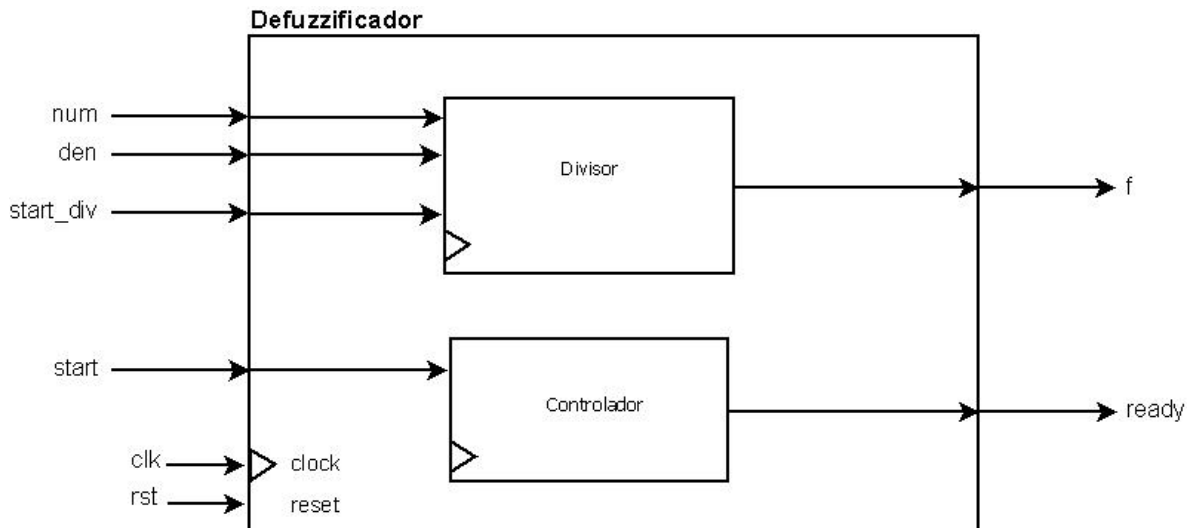 Defuzzificador
num
den
start_div
Divisor
f
start
Controlador
ready
clk
clock
rst
reset